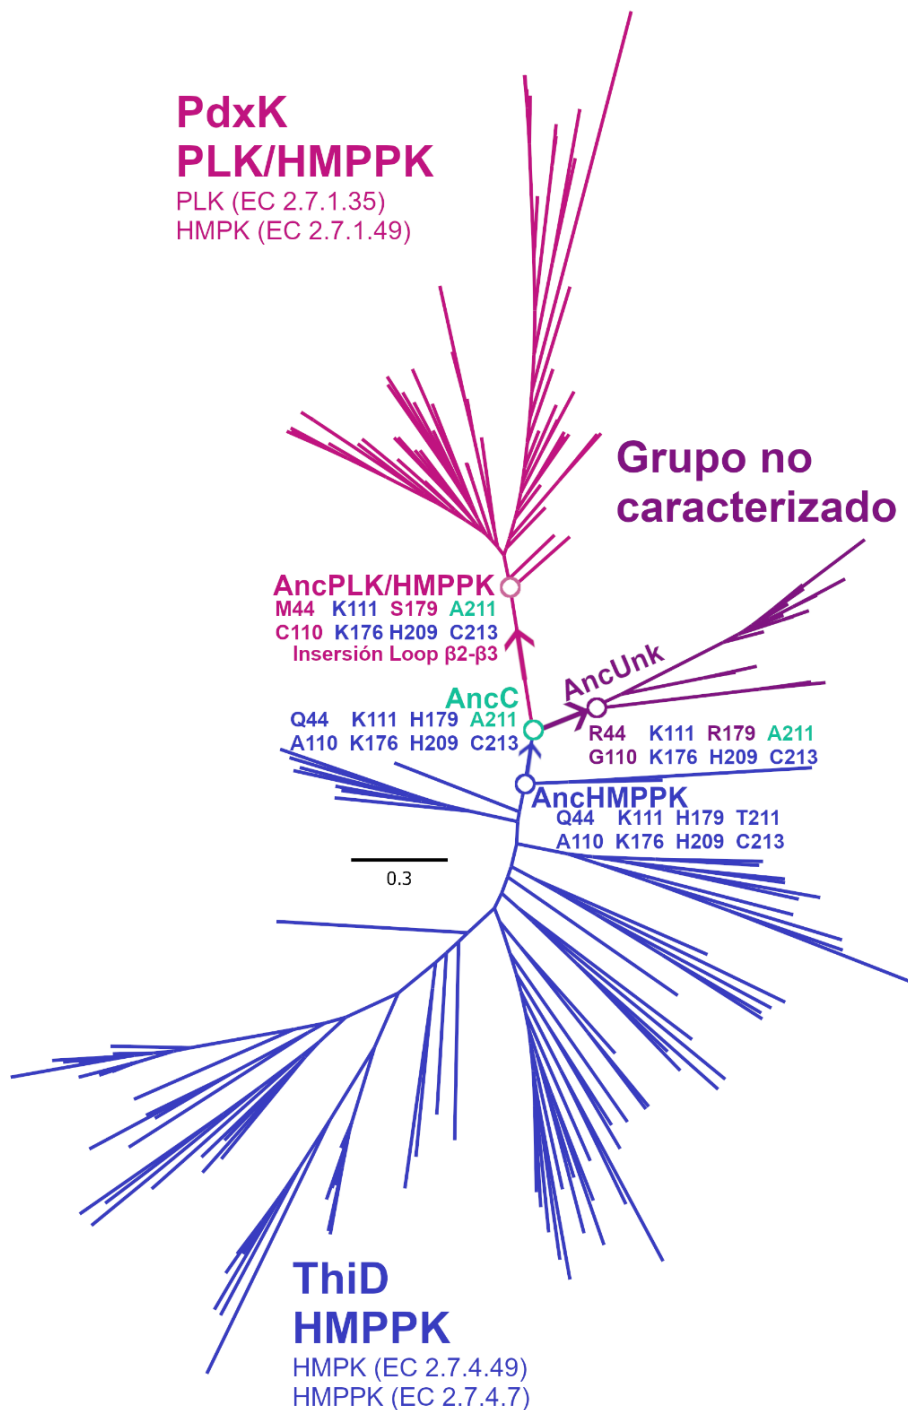 PdxK
PLK/HMPPK
PLK (EC 2.7.1.35)
HMPK (EC 2.7.1.49)
Grupo no
caracterizado
AncPLK/HMPPK
M44 K111 S179 A211
C110 K176 H209 C213
Insersión Loop β2-β3
AncUnk
R44 K111 R179 A211
G110 K176 H209 C213
AncC
Q44 K111 H179 A211
A110 K176 H209 C213
AncHMPPK
Q44 K111 H179 T211
A110 K176 H209 C213
0.3
ThiD
HMPPK
HMPK (EC 2.7.4.49)
HMPPK (EC 2.7.4.7)